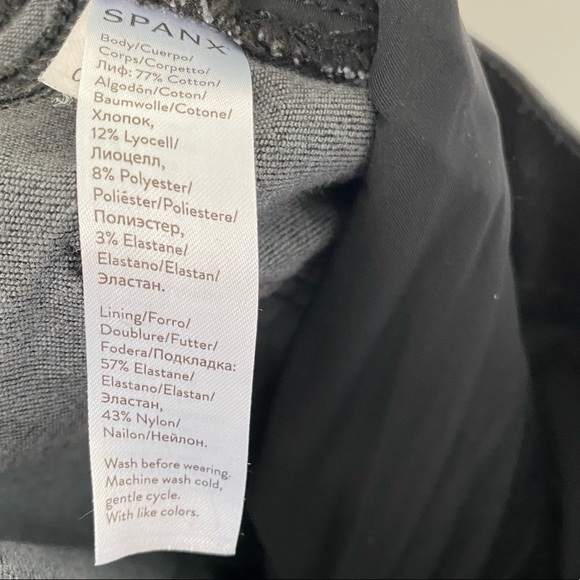 SPANX
Body/Cuerpo/
Corps/Corpetto/
Лиф: 77% Cotton/
Algodón/Coton/
Baumwolle/Cotone/
Хлопок,
12% Lyocell/
Лиоцелл,
8% Polyester/
Poliéster/Poliestere/
Полиэстер,
3% Elastane/
Elastano/Elastan/
Эластан.
Lining/Forro/
Doublure/Futter/
Fodera/Подкладка:
57% Elastane/
Elastano/Elastan/
Эластан,
43% Nylon/
Nailon/Нейлон.
Wash before wearing.
Machine wash cold,
gentle cycle.
With like colors.